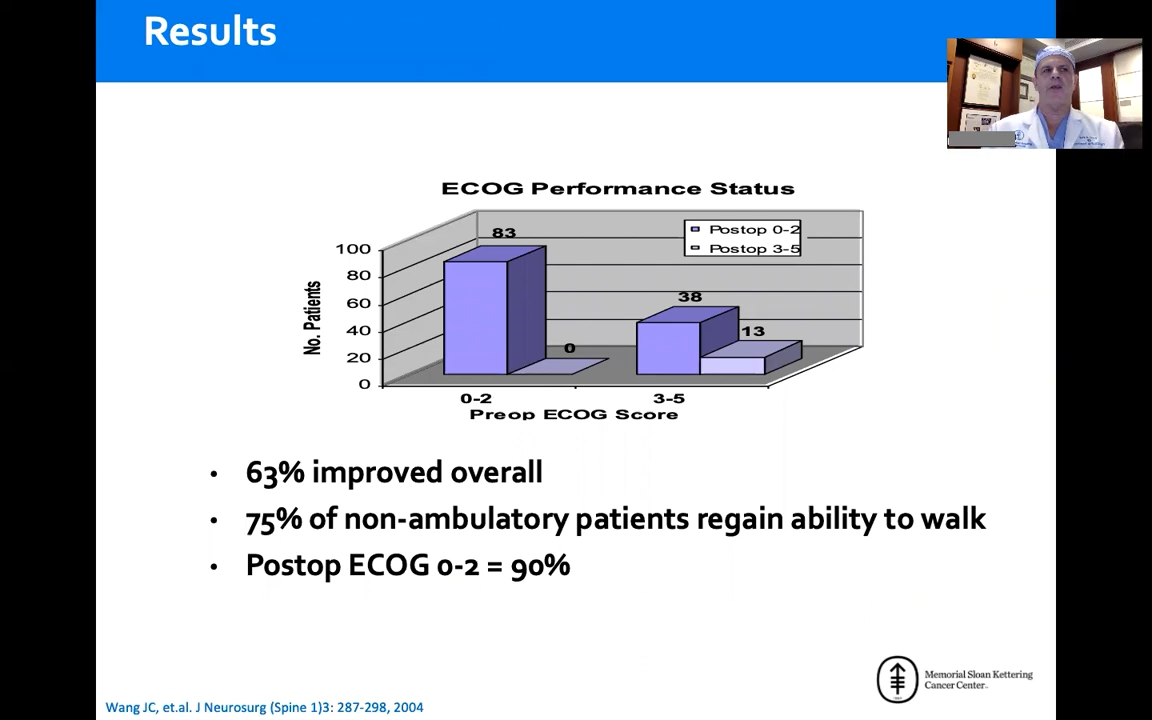 Results
ECOG Performance Status
Postop 0-2
Postop 3-5
No. Patients
100
80
60
40
20
0
83
0
38
13
0-2
3-5
Preop ECOG Score
• 63% improved overall
• 75% of non-ambulatory patients regain ability to walk
• Postop ECOG 0-2 = 90%
Memorial Sloan Kettering
Cancer Center
Wang JC, et.al. J Neurosurg (Spine 1)3: 287-298, 2004